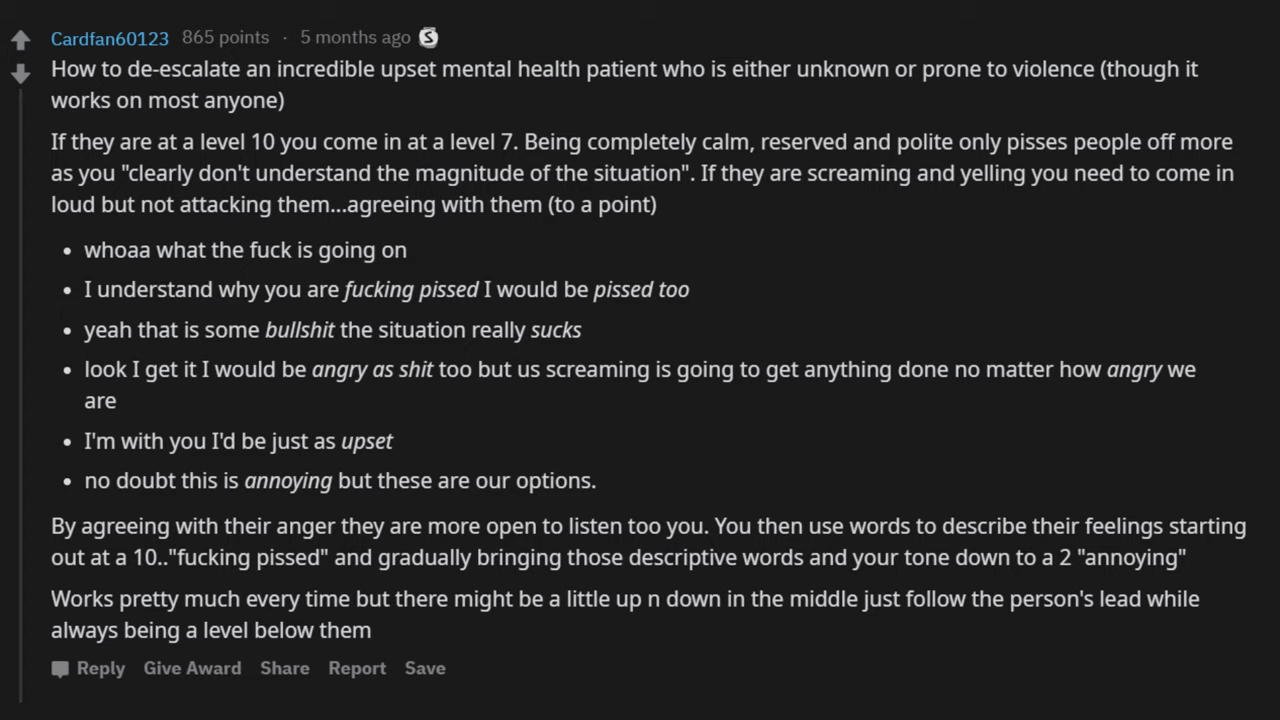 Cardfan60123 865 points · 5 months ago S
How to de-escalate an incredible upset mental health patient who is either unknown or prone to violence (though it
works on most anyone)
If they are at a level 10 you come in at a level 7. Being completely calm, reserved and polite only pisses people off more
as you "clearly don't understand the magnitude of the situation". If they are screaming and yelling you need to come in
loud but not attacking them...agreeing with them (to a point)
• whoaa what the fuck is going on
• I understand why you are fucking pissed I would be pissed too
• yeah that is some bullshit the situation really sucks
• look I get it I would be angry as shit too but us screaming is going to get anything done no matter how angry we
are
• I'm with you I'd be just as upset
• no doubt this is annoying but these are our options.
By agreeing with their anger they are more open to listen too you. You then use words to describe their feelings starting
out at a 10.."fucking pissed" and gradually bringing those descriptive words and your tone down to a 2 "annoying"
Works pretty much every time but there might be a little up n down in the middle just follow the person's lead while
always being a level below them
Reply Give Award Share Report Save